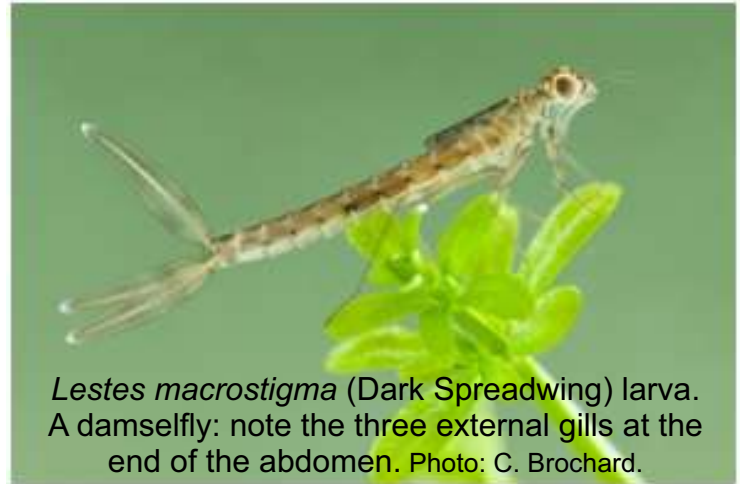 Lestes macrostigma (Dark Spreadwing) larva.
A damselfly: note the three external gills at the
end of the abdomen. Photo: C. Brochard.